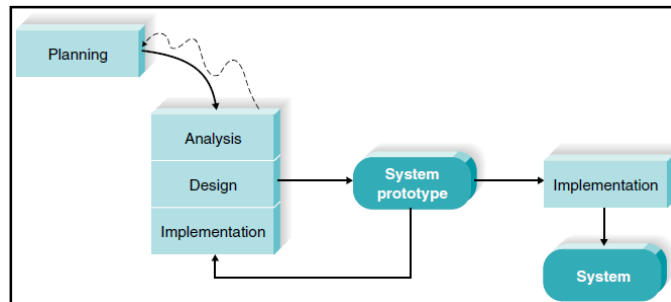 Planning
Analysis
Design
Implementation
System
prototype
Implementation
System